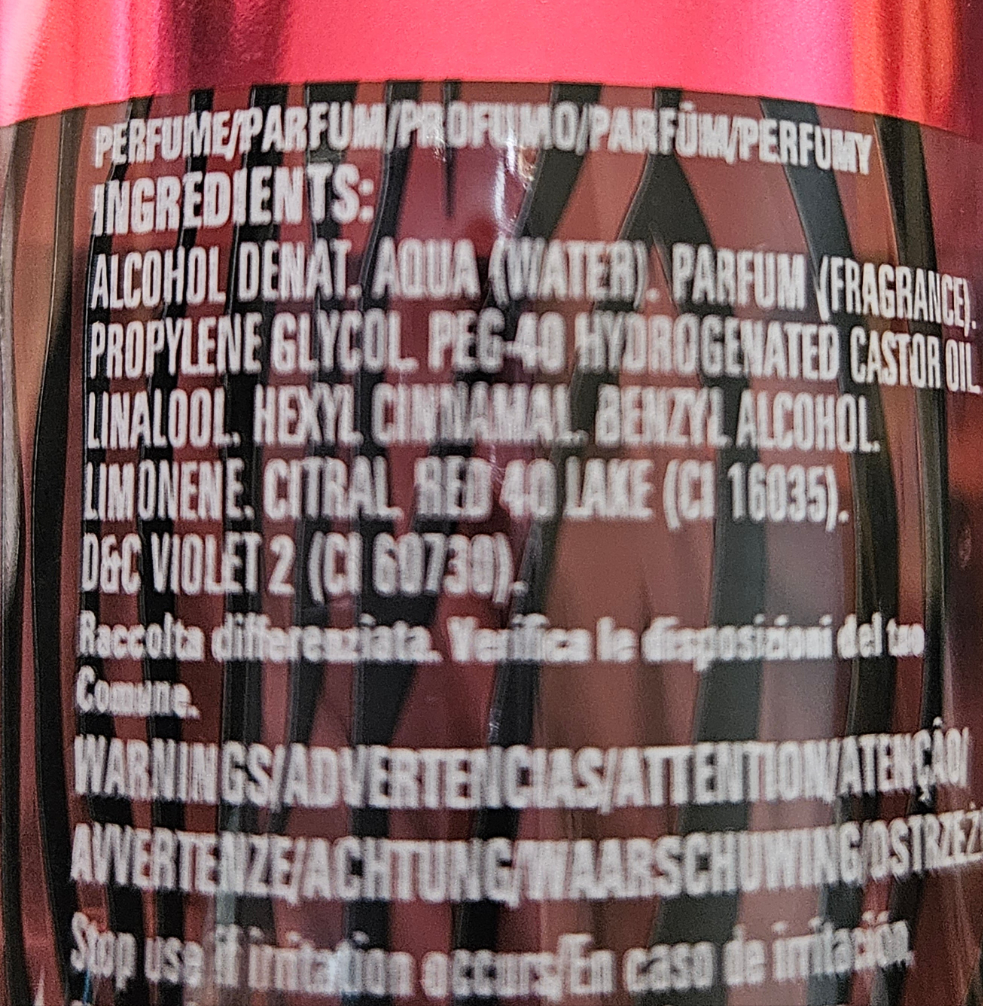 PERFUME/PARFUM/PROFUMO/PARFÜM/PERFUMY
INGREDIENTS:
ALCOHOL DENAT. AQUA (WATER). PARFUM (FRAGRANCE).
PROPYLENE GLYCOL. PEG-40 HYDROGENATED CASTOR OIL.
LINALOOL. HEXYL CINNAMAL. BENZYL ALCOHOL.
LIMONENE. CITRAL. RED 40 LAKE (CI 16035).
D&C VIOLET 2 (CI 60730).
Raccolta differenziata. Verifica le disposizioni del tuo
Comune.
WARNINGS/ADVERTENCIAS/ATTENTION/ATENÇÃO/
AVVERTENZE/ACHTUNG/WAARSCHUWING/OSTRZEŻ
Stop use if irritation occurs/En caso de irritación,